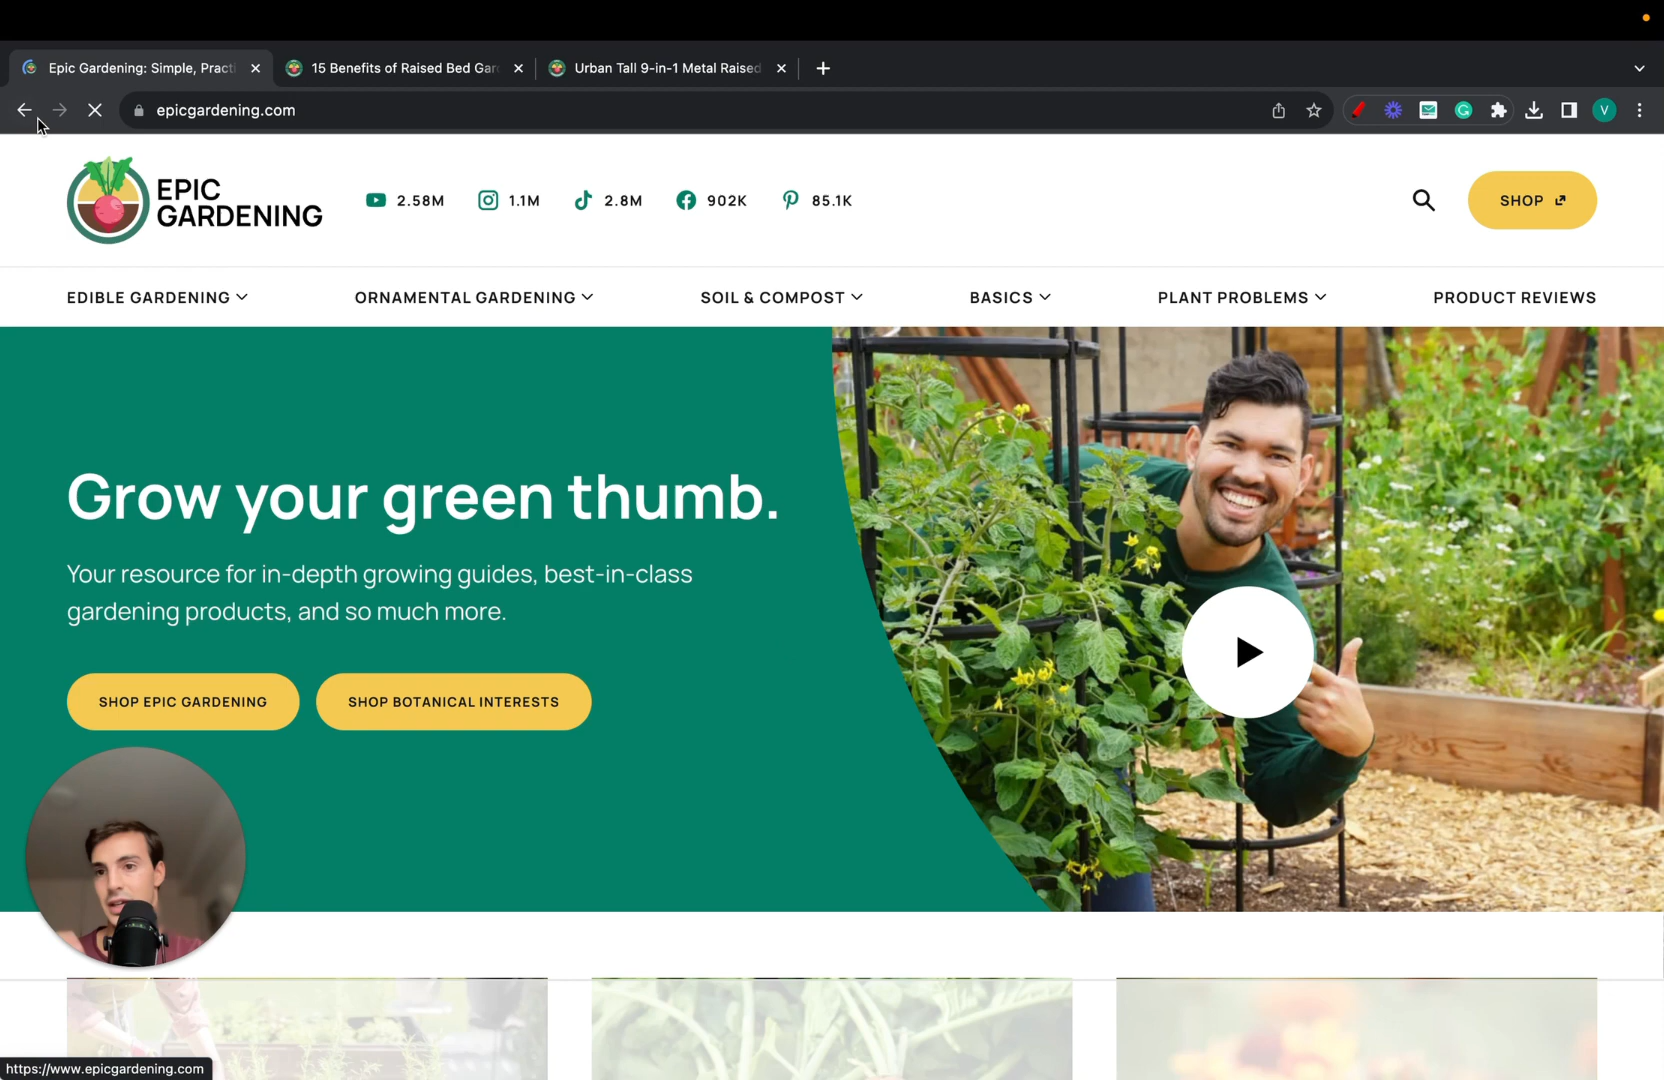 Epic Gardening: Simple, Practi
15 Benefits of Raised Bed Gar
Urban Tall 9-in-1 Metal Raised
epicgardening.com
V
EPIC
GARDENING
2.58M
1.1M
2.8M
902K
85.1K
SHOP
EDIBLE GARDENING
ORNAMENTAL GARDENING
SOIL & COMPOST
BASICS
PLANT PROBLEMS
PRODUCT REVIEWS
Grow your green thumb.
Your resource for in-depth growing guides, best-in-class
gardening products, and so much more.
SHOP EPIC GARDENING
SHOP BOTANICAL INTERESTS
https://www.epicgardening.com